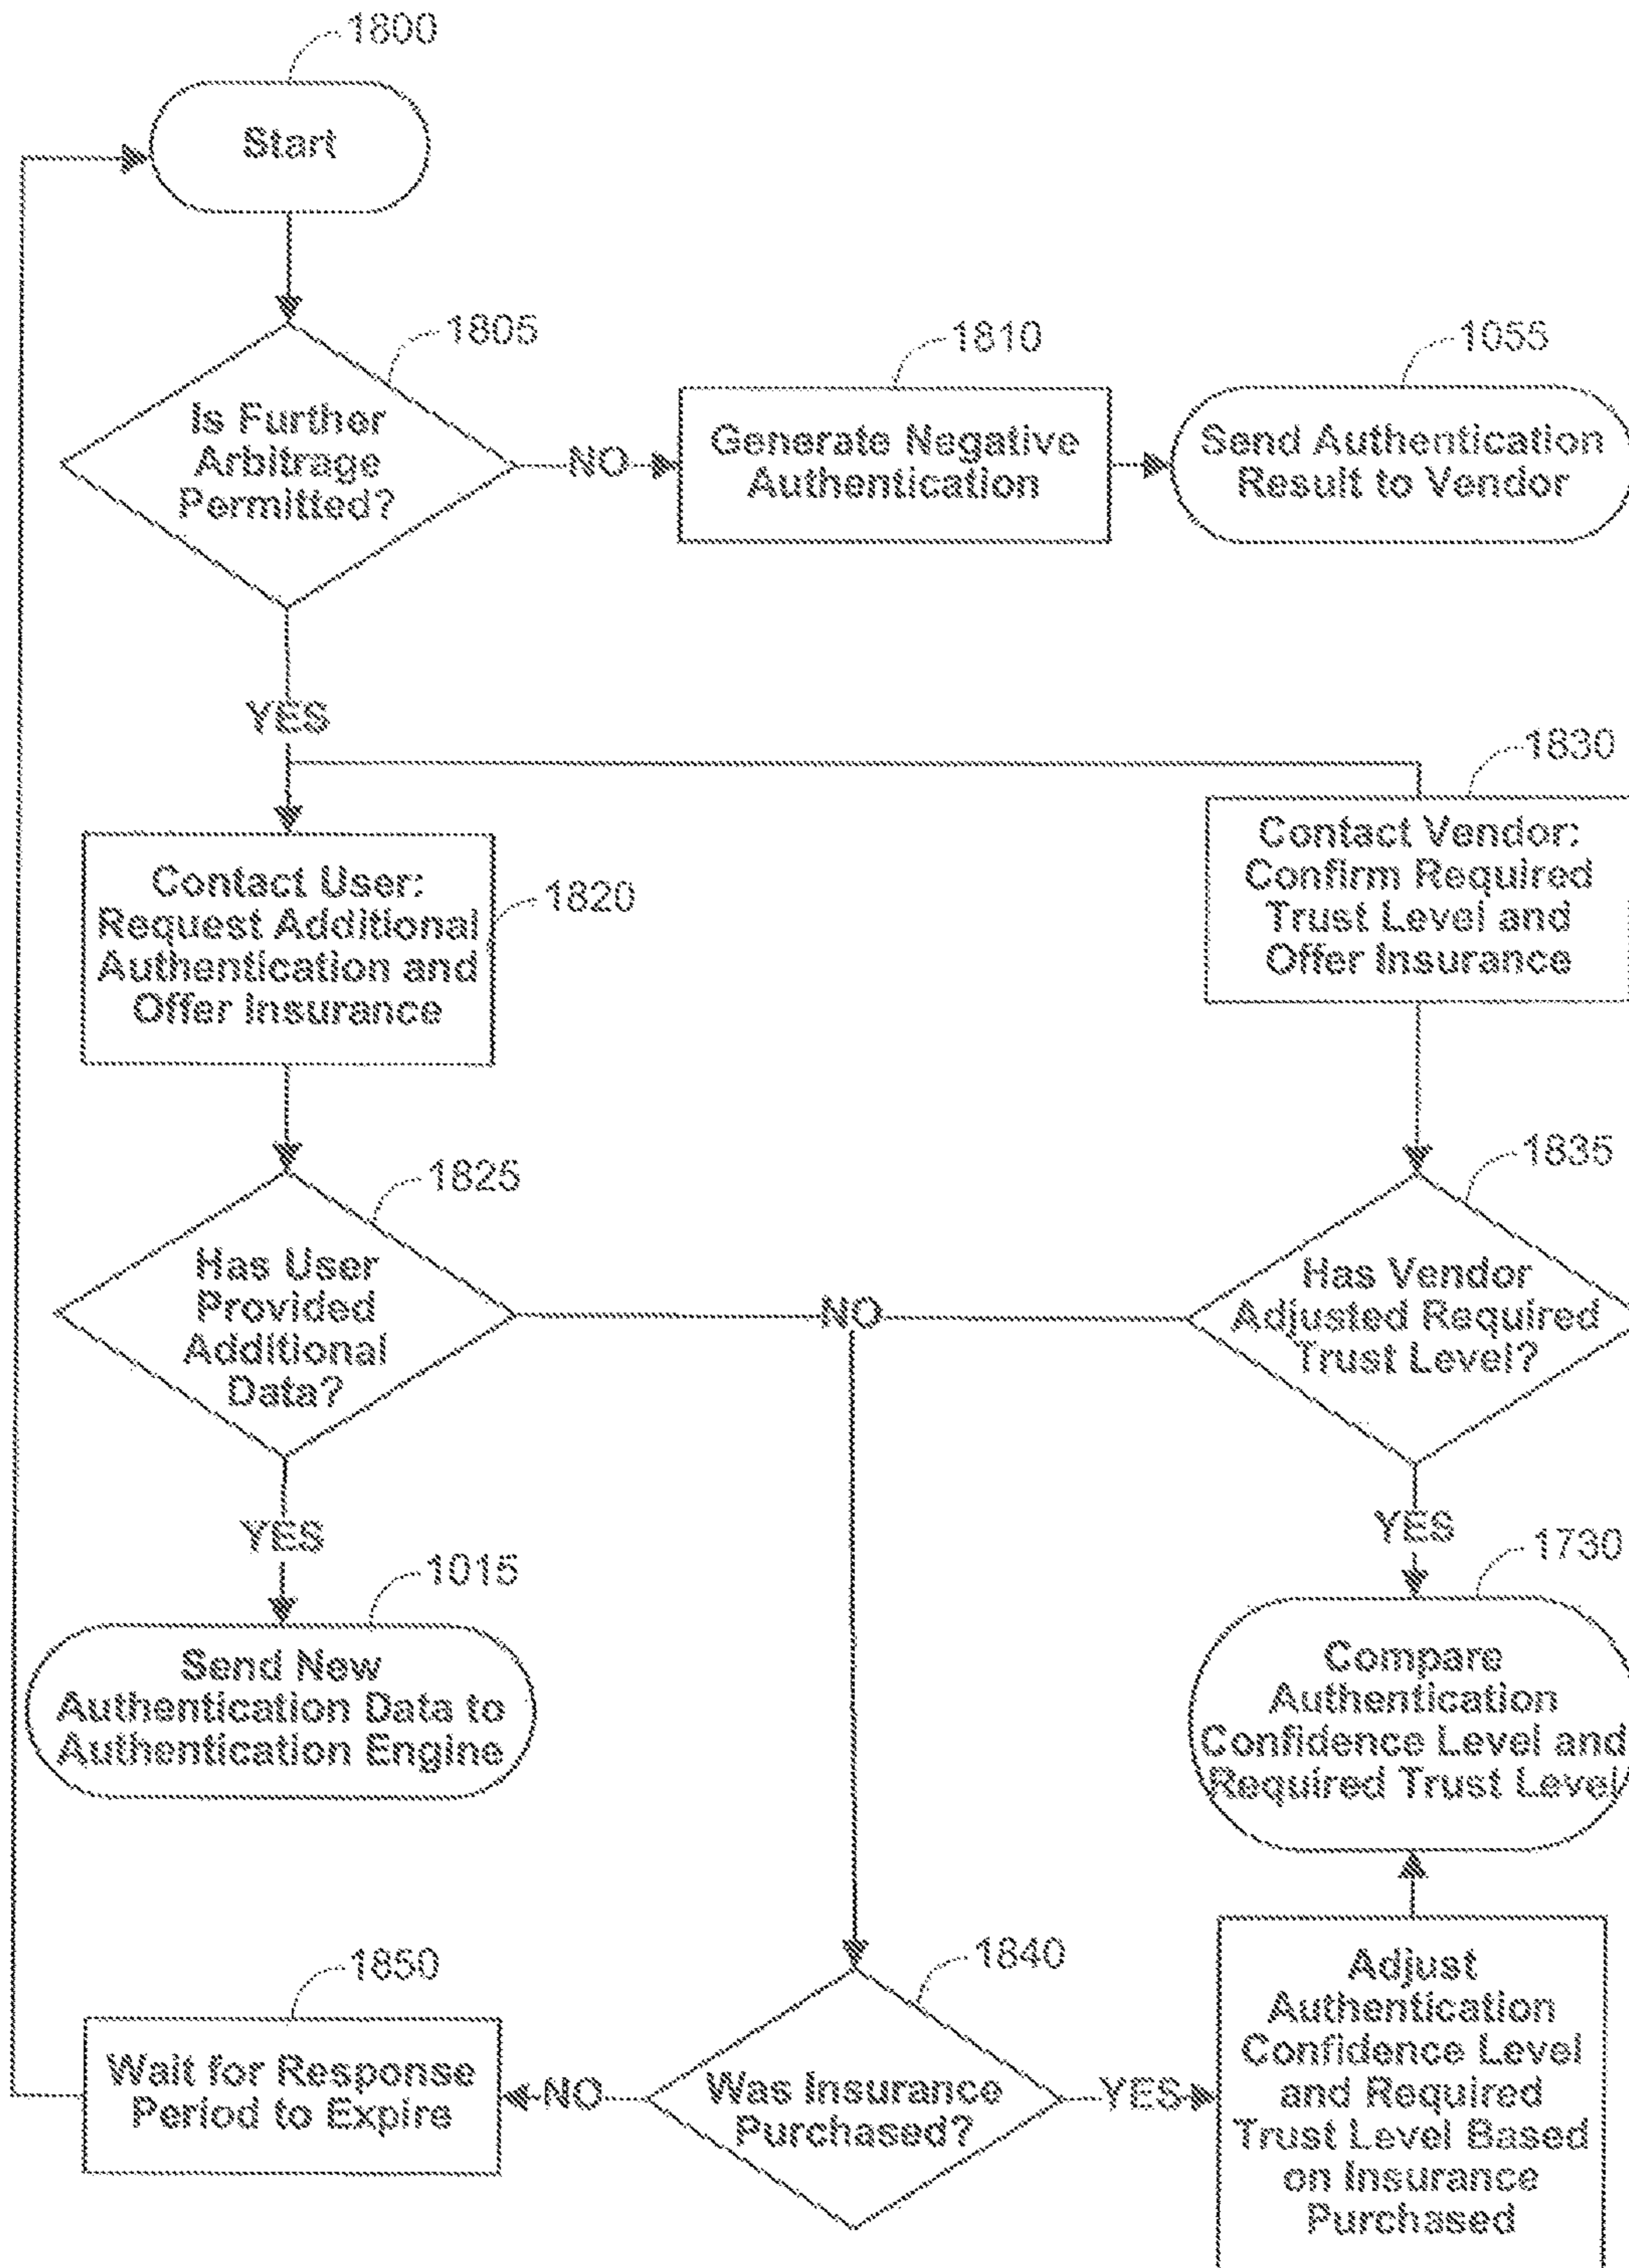 1800
Start
1805
Is Further
Arbitrage
Permitted?
NO
1810
Generate Negative
Authentication
1055
Send Authentication
Result to Vendor
YES
1820
Contact User:
Request Additional
Authentication and
Offer Insurance
1830
Contact Vendor:
Confirm Required
Trust Level and
Offer Insurance
1825
Has User
Provided
Additional
Data?
NO
1835
Has Vendor
Adjusted Required
Trust Level?
YES
1015
Send New
Authentication Data to
Authentication Engine
YES
1730
Compare
Authentication
Confidence Level and
Required Trust Level
1850
Wait for Response
Period to Expire
NO
1840
Was Insurance
Purchased?
YES
Adjust
Authentication
Confidence Level
and Required
Trust Level Based
on Insurance
Purchased